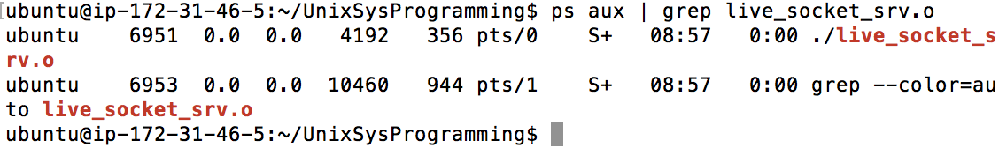 ubuntu@ip-172-31-46-5:~/UnixSysProgramming$ ps aux | grep live_socket_srv.o
ubuntu    6951  0.0  0.0   4192   356 pts/0    S+   08:57   0:00 ./live_socket_s
rv.o
ubuntu    6953  0.0  0.0  10460   944 pts/1    S+   08:57   0:00 grep --color=au
to live_socket_srv.o
ubuntu@ip-172-31-46-5:~/UnixSysProgramming$